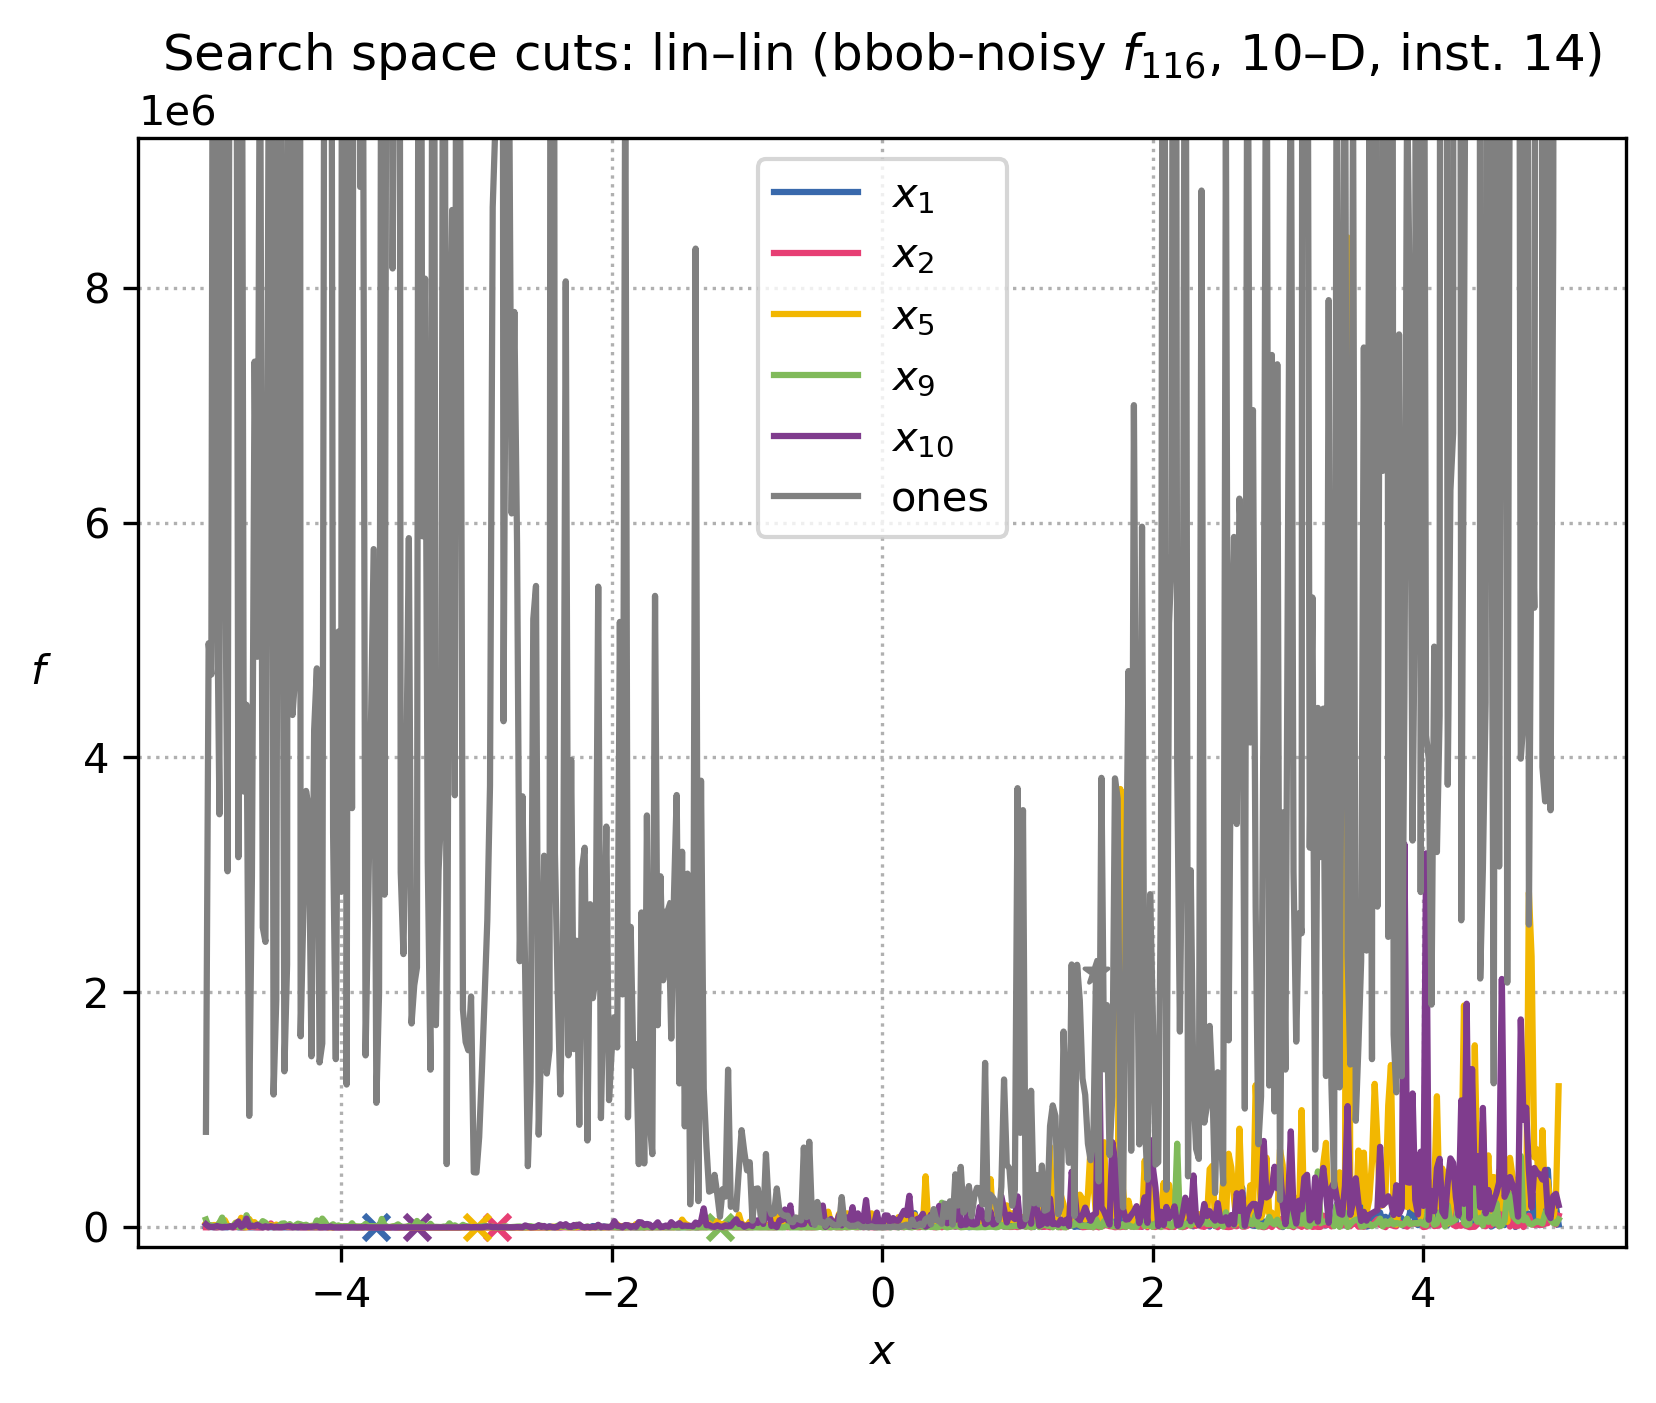 Search space cuts: lin–lin (bbob-noisy f₁₁₆, 10–D, inst. 14)
1e6
8
6
4
2
0
f
x₁
x₂
x₅
x₉
x₁₀
ones
−4 −2 0 2 4
x